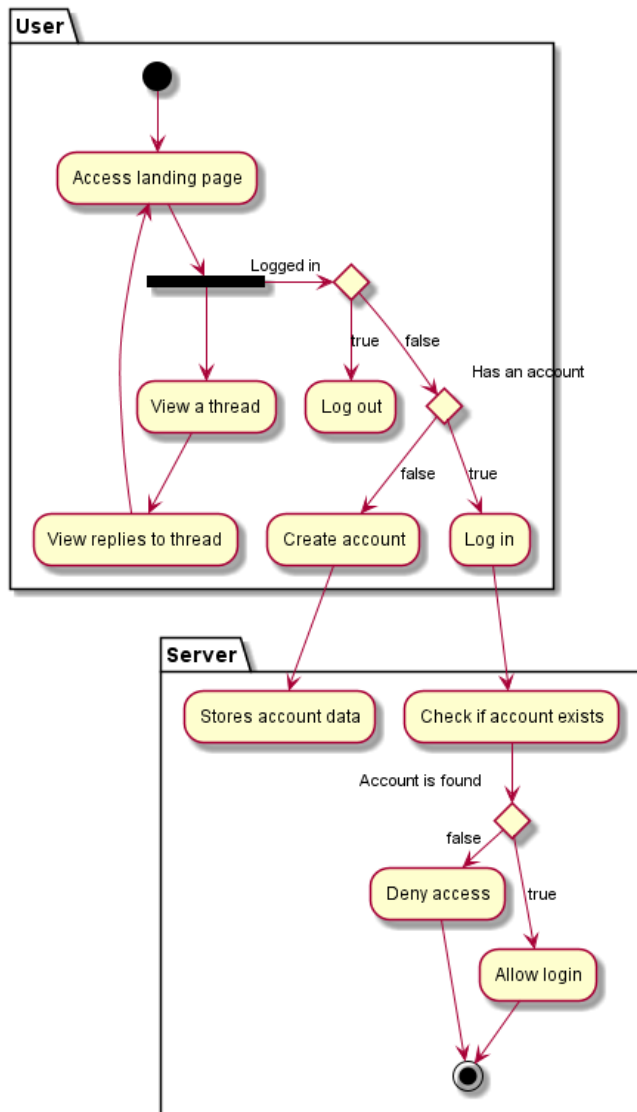 User
Access landing page
Logged in
true
false
Has an account
View a thread
Log out
false
true
View replies to thread
Create account
Log in
Server
Stores account data
Check if account exists
Account is found
false
Deny access
true
Allow login